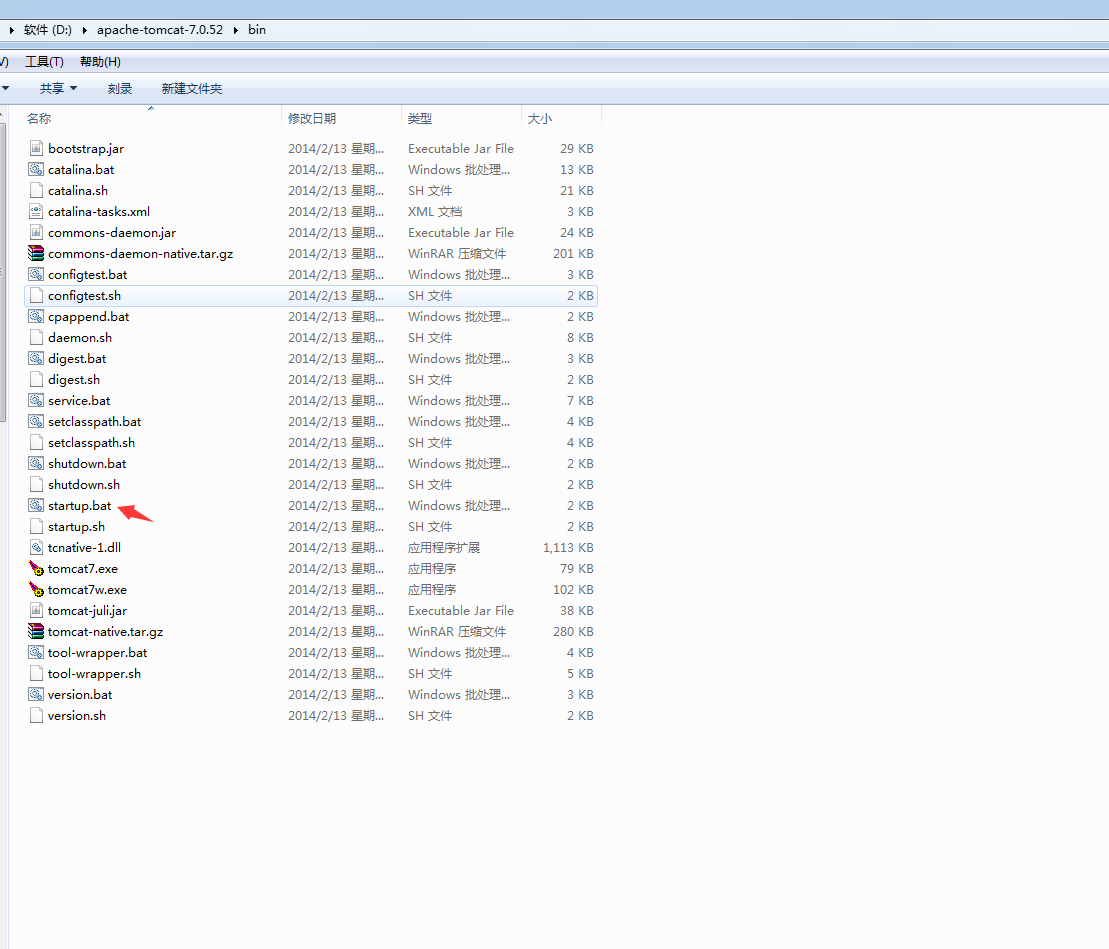 软件 (D:) apache-tomcat-7.0.52 bin
V) 工具(T) 帮助(H)
共享 刻录 新建文件夹
名称 修改日期 类型 大小
bootstrap.jar 2014/2/13 星期... Executable Jar File 29 KB
catalina.bat 2014/2/13 星期... Windows 批处理... 13 KB
catalina.sh 2014/2/13 星期... SH 文件 21 KB
catalina-tasks.xml 2014/2/13 星期... XML 文档 3 KB
commons-daemon.jar 2014/2/13 星期... Executable Jar File 24 KB
commons-daemon-native.tar.gz 2014/2/13 星期... WinRAR 压缩文件 201 KB
configtest.bat 2014/2/13 星期... Windows 批处理... 3 KB
configtest.sh 2014/2/13 星期... SH 文件 2 KB
cpappend.bat 2014/2/13 星期... Windows 批处理... 2 KB
daemon.sh 2014/2/13 星期... SH 文件 8 KB
digest.bat 2014/2/13 星期... Windows 批处理... 3 KB
digest.sh 2014/2/13 星期... SH 文件 2 KB
service.bat 2014/2/13 星期... Windows 批处理... 7 KB
setclasspath.bat 2014/2/13 星期... Windows 批处理... 4 KB
setclasspath.sh 2014/2/13 星期... SH 文件 4 KB
shutdown.bat 2014/2/13 星期... Windows 批处理... 2 KB
shutdown.sh 2014/2/13 星期... SH 文件 2 KB
startup.bat 2014/2/13 星期... Windows 批处理... 2 KB
startup.sh 2014/2/13 星期... SH 文件 2 KB
tcnative-1.dll 2014/2/13 星期... 应用程序扩展 1,113 KB
tomcat7.exe 2014/2/13 星期... 应用程序 79 KB
tomcat7w.exe 2014/2/13 星期... 应用程序 102 KB
tomcat-juli.jar 2014/2/13 星期... Executable Jar File 38 KB
tomcat-native.tar.gz 2014/2/13 星期... WinRAR 压缩文件 280 KB
tool-wrapper.bat 2014/2/13 星期... Windows 批处理... 4 KB
tool-wrapper.sh 2014/2/13 星期... SH 文件 5 KB
version.bat 2014/2/13 星期... Windows 批处理... 3 KB
version.sh 2014/2/13 星期... SH 文件 2 KB